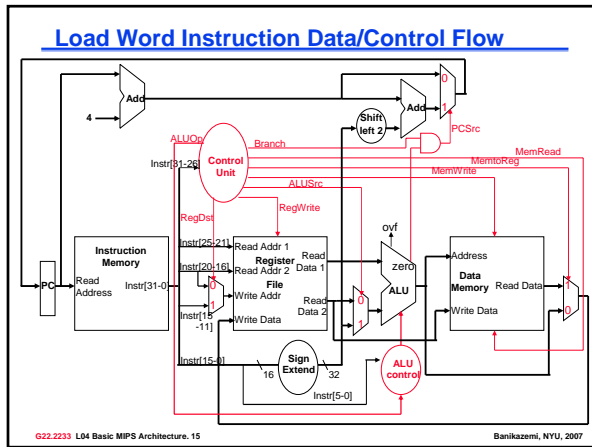 Load Word Instruction Data/Control Flow
Add
4
Add
Shift
left 2
0
1
PCSrc
ALUOp
Branch
MemRead
MemtoReg
MemWrite
Instr[31-26]
Control
Unit
ALUSrc
RegDst
RegWrite
ovf
Instruction
Memory
Read
Address
Instr[31-0]
PC
Instr[25-21]
Instr[20-16]
Instr[15
-11]
0
1
Read Addr 1
Read Addr 2
Write Addr
Write Data
Register
File
Read
Data 1
Read
Data 2
0
1
zero
ALU
Address
Data
Memory
Read Data
Write Data
1
0
Instr[15-0]
Sign
Extend
16
32
Instr[5-0]
ALU
control
G22.2233 L04 Basic MIPS Architecture. 15
Banikazemi, NYU, 2007